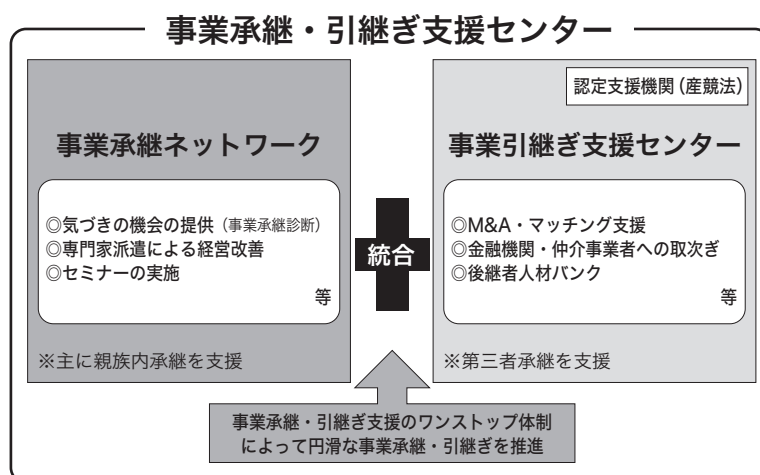 事業承継・引継ぎ支援センター
事業承継ネットワーク
◎気づきの機会の提供（事業承継診断）
◎専門家派遣による経営改善
◎セミナーの実施
等
※主に親族内承継を支援
統合
認定支援機関（産競法）
事業引継ぎ支援センター
◎M&A・マッチング支援
◎金融機関・仲介事業者への取次ぎ
◎後継者人材バンク
等
※第三者承継を支援
事業承継・引継ぎ支援のワンストップ体制
によって円滑な事業承継・引継ぎを推進